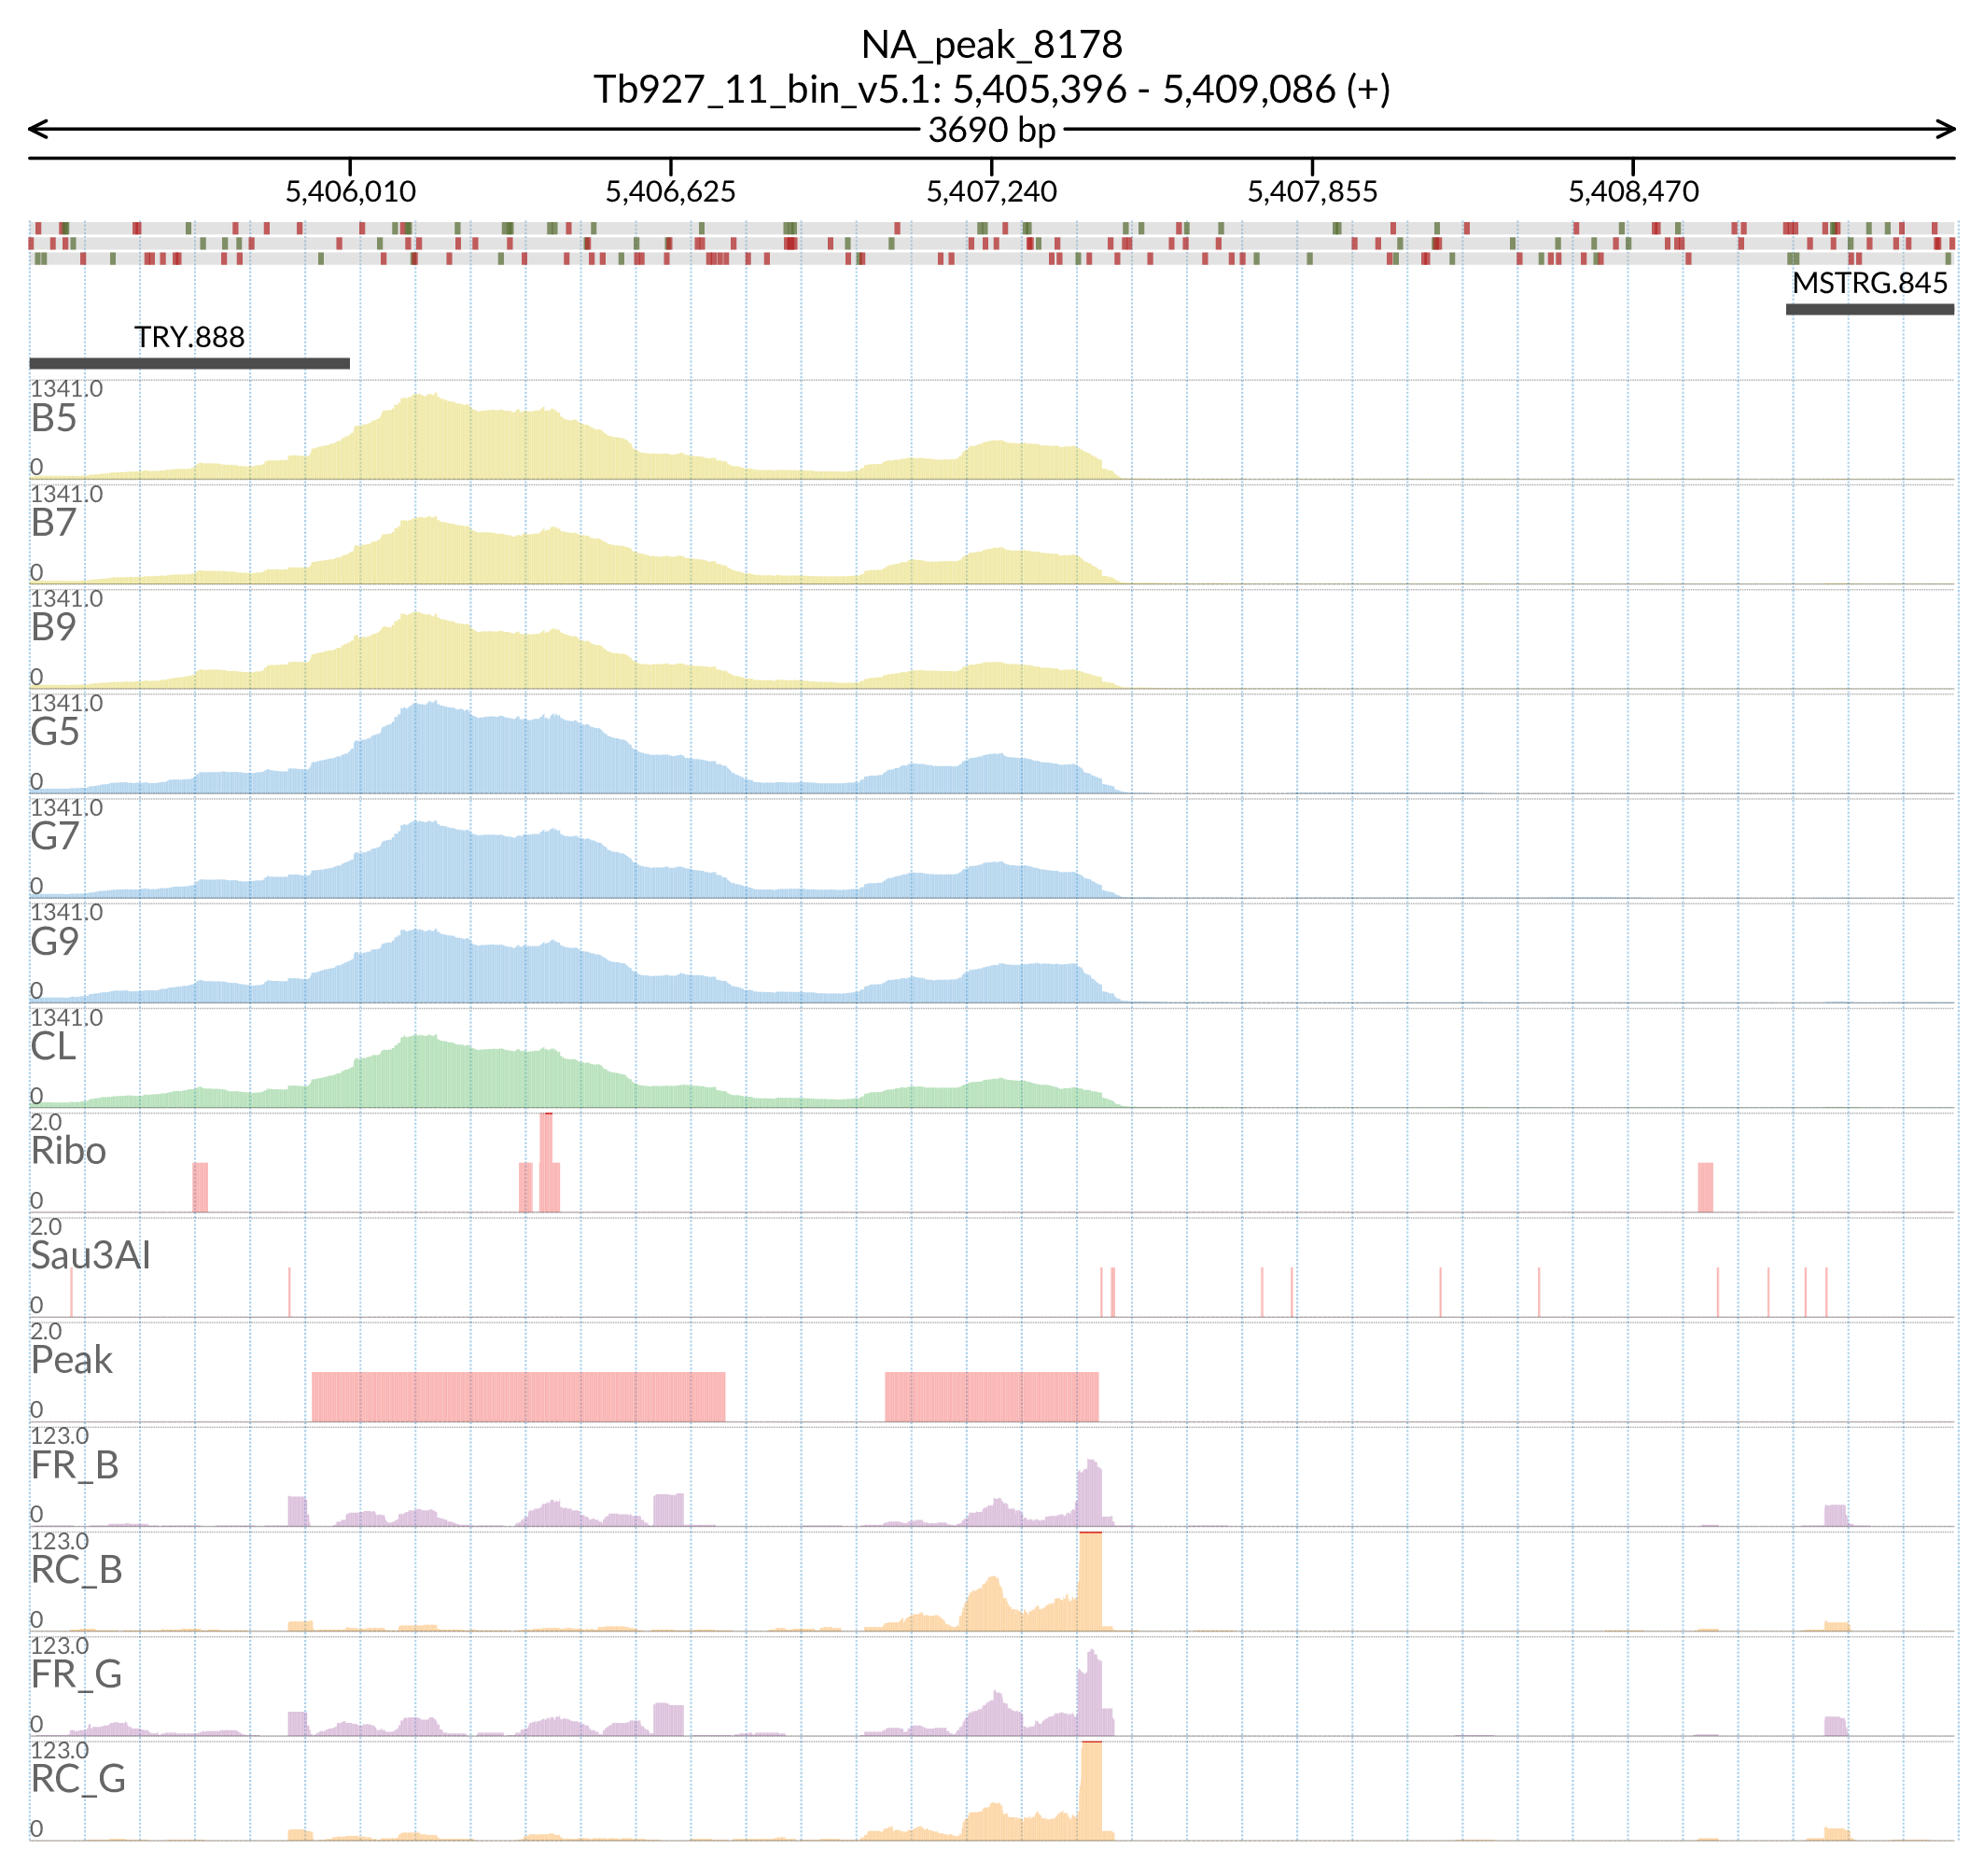 NA_peak_8178
Tb927_11_bin_v5.1: 5,405,396 - 5,409,086 (+)
3690 bp
5,406,010 5,406,625 5,407,240 5,407,855 5,408,470
MSTRG.845
TRY.888
1341.0
B5
0
1341.0
B7
0
1341.0
B9
0
1341.0
G5
0
1341.0
G7
0
1341.0
G9
0
1341.0
CL
0
2.0
Ribo
0
2.0
Sau3AI
0
2.0
Peak
0
123.0
FR_B
0
123.0
RC_B
0
123.0
FR_G
0
123.0
RC_G
0